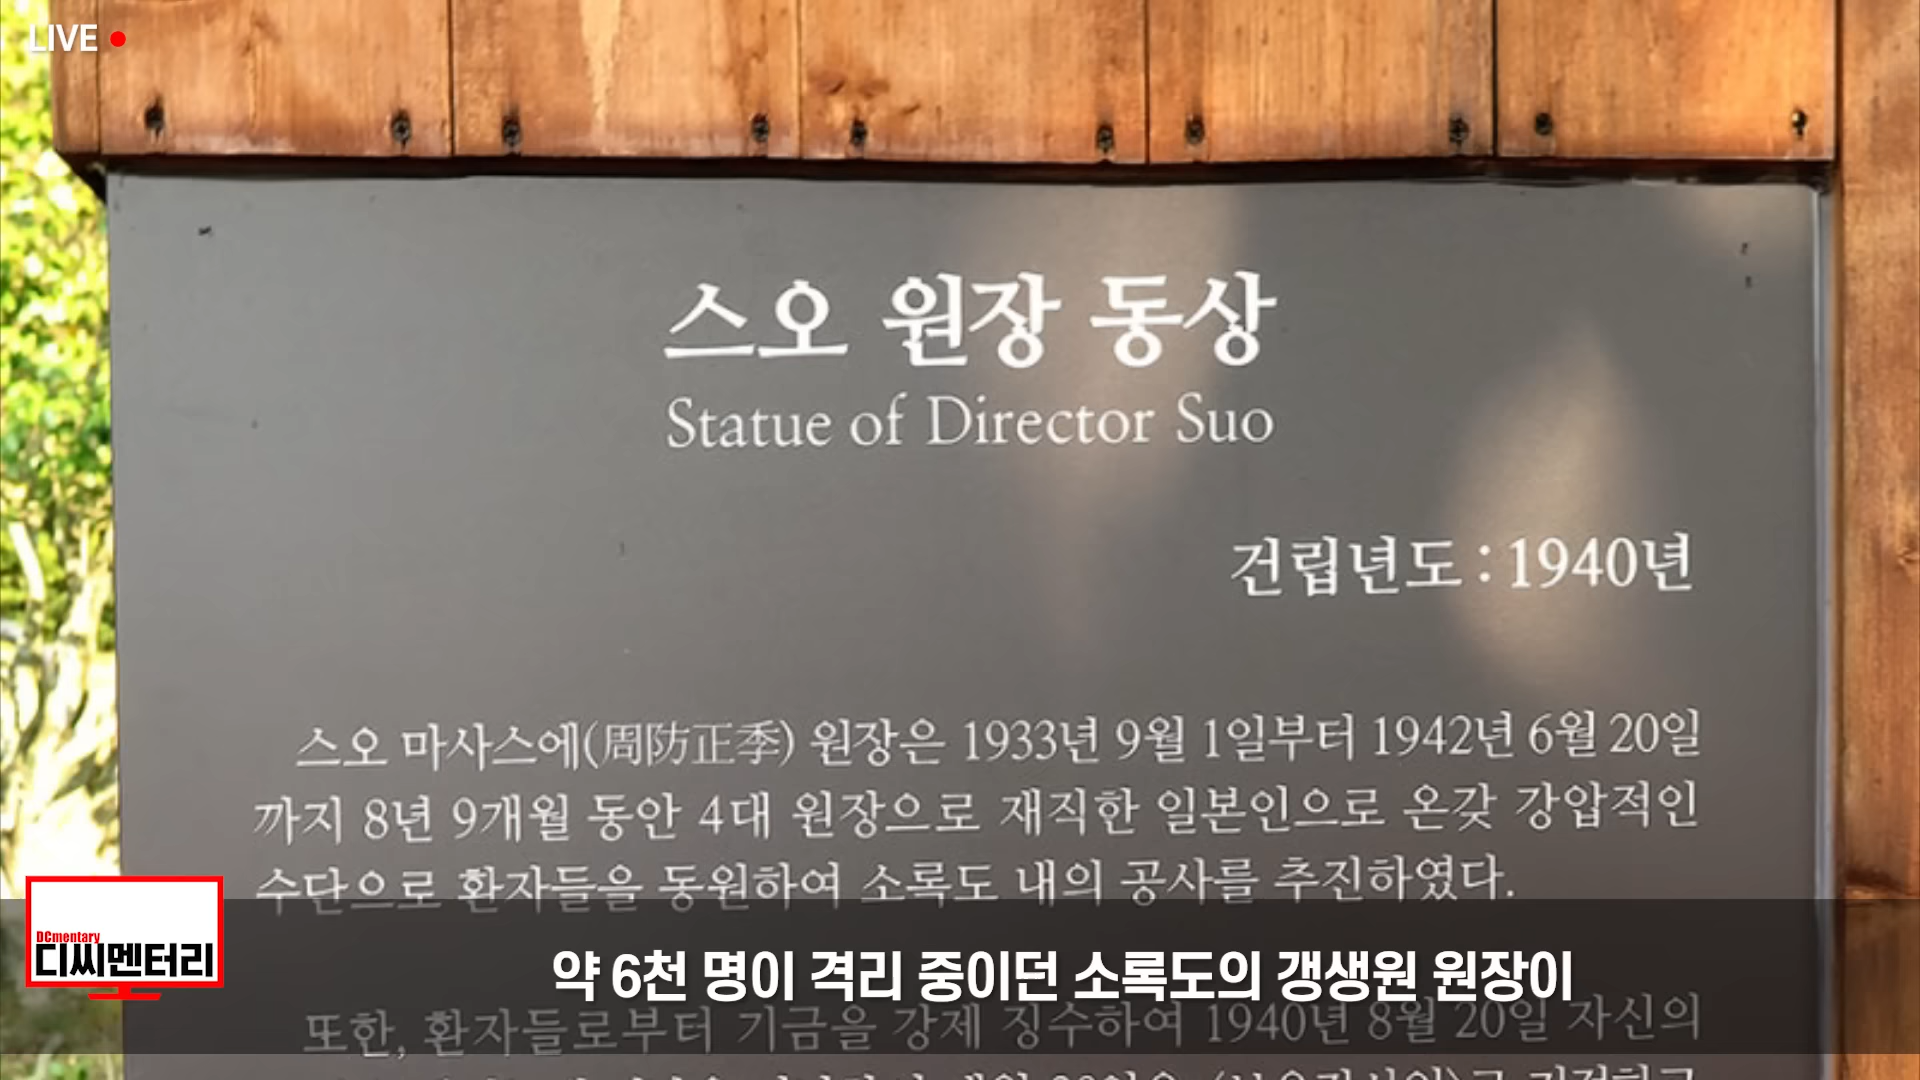 LIVE
스오 원장 동상
Statue of Director Suo
건립년도 : 1940년
스오 마사스에(周防正季) 원장은 1933년 9월 1일부터 1942년 6월 20일
까지 8년 9개월 동안 4대 원장으로 재직한 일본인으로 온갖 강압적인
수단으로 환자들을 동원하여 소록도 내의 공사를 추진하였다.
DCmentary
디씨멘터리
약 6천 명이 격리 중이던 소록도의 갱생원 원장이
또한, 환자들로부터 기금을 강제 징수하여 1940년 8월 20일 자신의